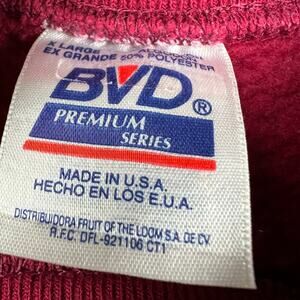 X LARGE
EX GRANDE 50% POLYESTER
BVD®
PREMIUM
SERIES
MADE IN U.S.A.
HECHO EN LOS E.U.A.
DISTRIBUIDORA FRUIT OF THE LOOM S.A. DE CV.
R.F.C. DFL-921106 CT1